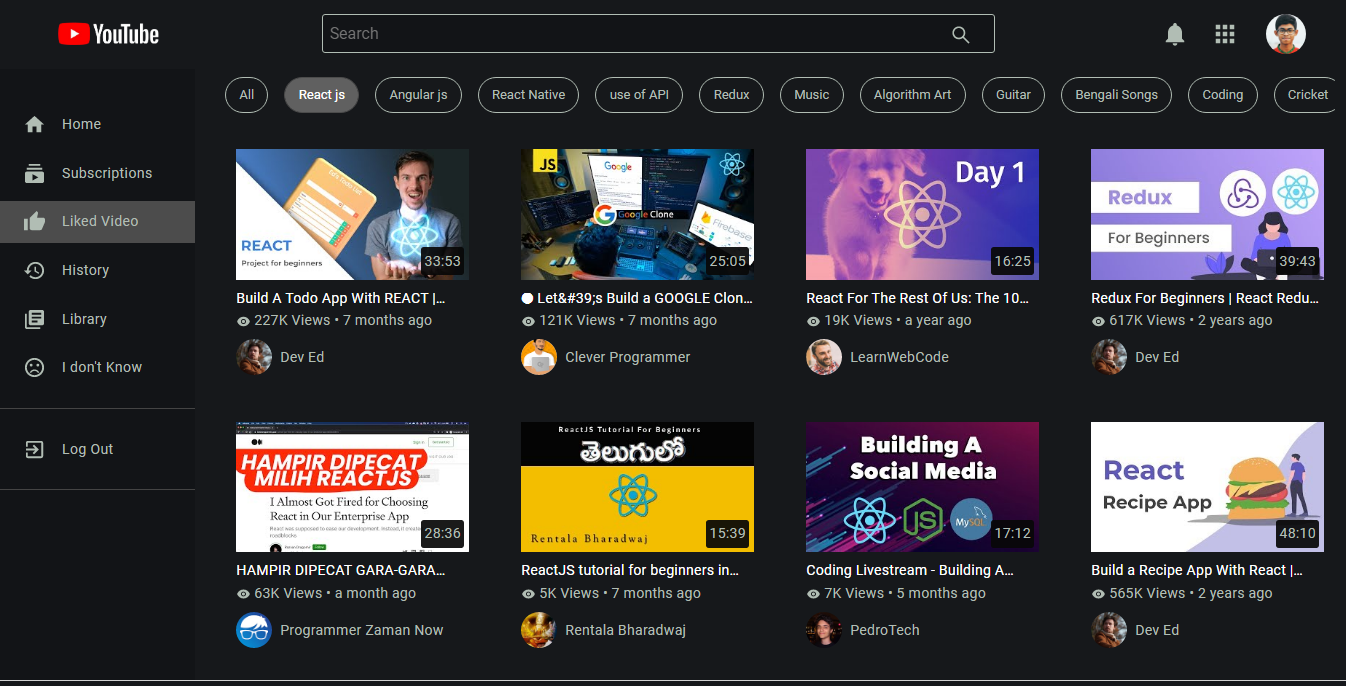 YouTube
Search
All
React js
Angular js
React Native
use of API
Redux
Music
Algorithm Art
Guitar
Bengali Songs
Coding
Cricket
Home
Subscriptions
Liked Video
History
Library
I don't Know
Log Out
REACT
Project for beginners
33:53
Build A Todo App With REACT |...
227K Views • 7 months ago
Dev Ed
JS
Google
Google Clone
Firebase
25:05
Let&#39;s Build a GOOGLE Clon...
121K Views • 7 months ago
Clever Programmer
Day 1
16:25
React For The Rest Of Us: The 10...
19K Views • a year ago
LearnWebCode
Redux
For Beginners
39:43
Redux For Beginners | React Redu...
617K Views • 2 years ago
Dev Ed
HAMPIR DIPECAT
MILIH REACTJS
I Almost Got Fired for Choosing
React in Our Enterprise App
28:36
HAMPIR DIPECAT GARA-GARA...
63K Views • a month ago
Programmer Zaman Now
ReactJS Tutorial For Beginners
తెలుగులో
Rentala Bharadwaj
15:39
ReactJS tutorial for beginners in...
5K Views • 7 months ago
Rentala Bharadwaj
Building A
Social Media
JS
MySQL
17:12
Coding Livestream - Building A...
7K Views • 5 months ago
PedroTech
React
Recipe App
48:10
Build a Recipe App With React |...
565K Views • 2 years ago
Dev Ed